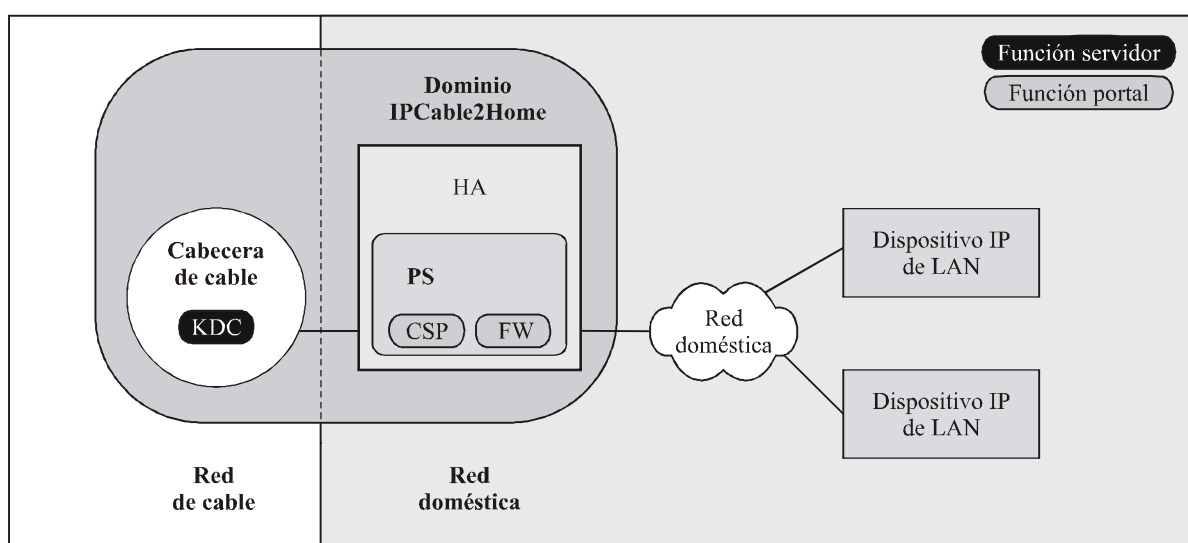 Función servidor
Función portal
Dominio
IPCable2Home
HA
Cabecera
de cable
KDC
PS
CSP
FW
Red
doméstica
Dispositivo IP
de LAN
Dispositivo IP
de LAN
Red
de cable
Red
doméstica